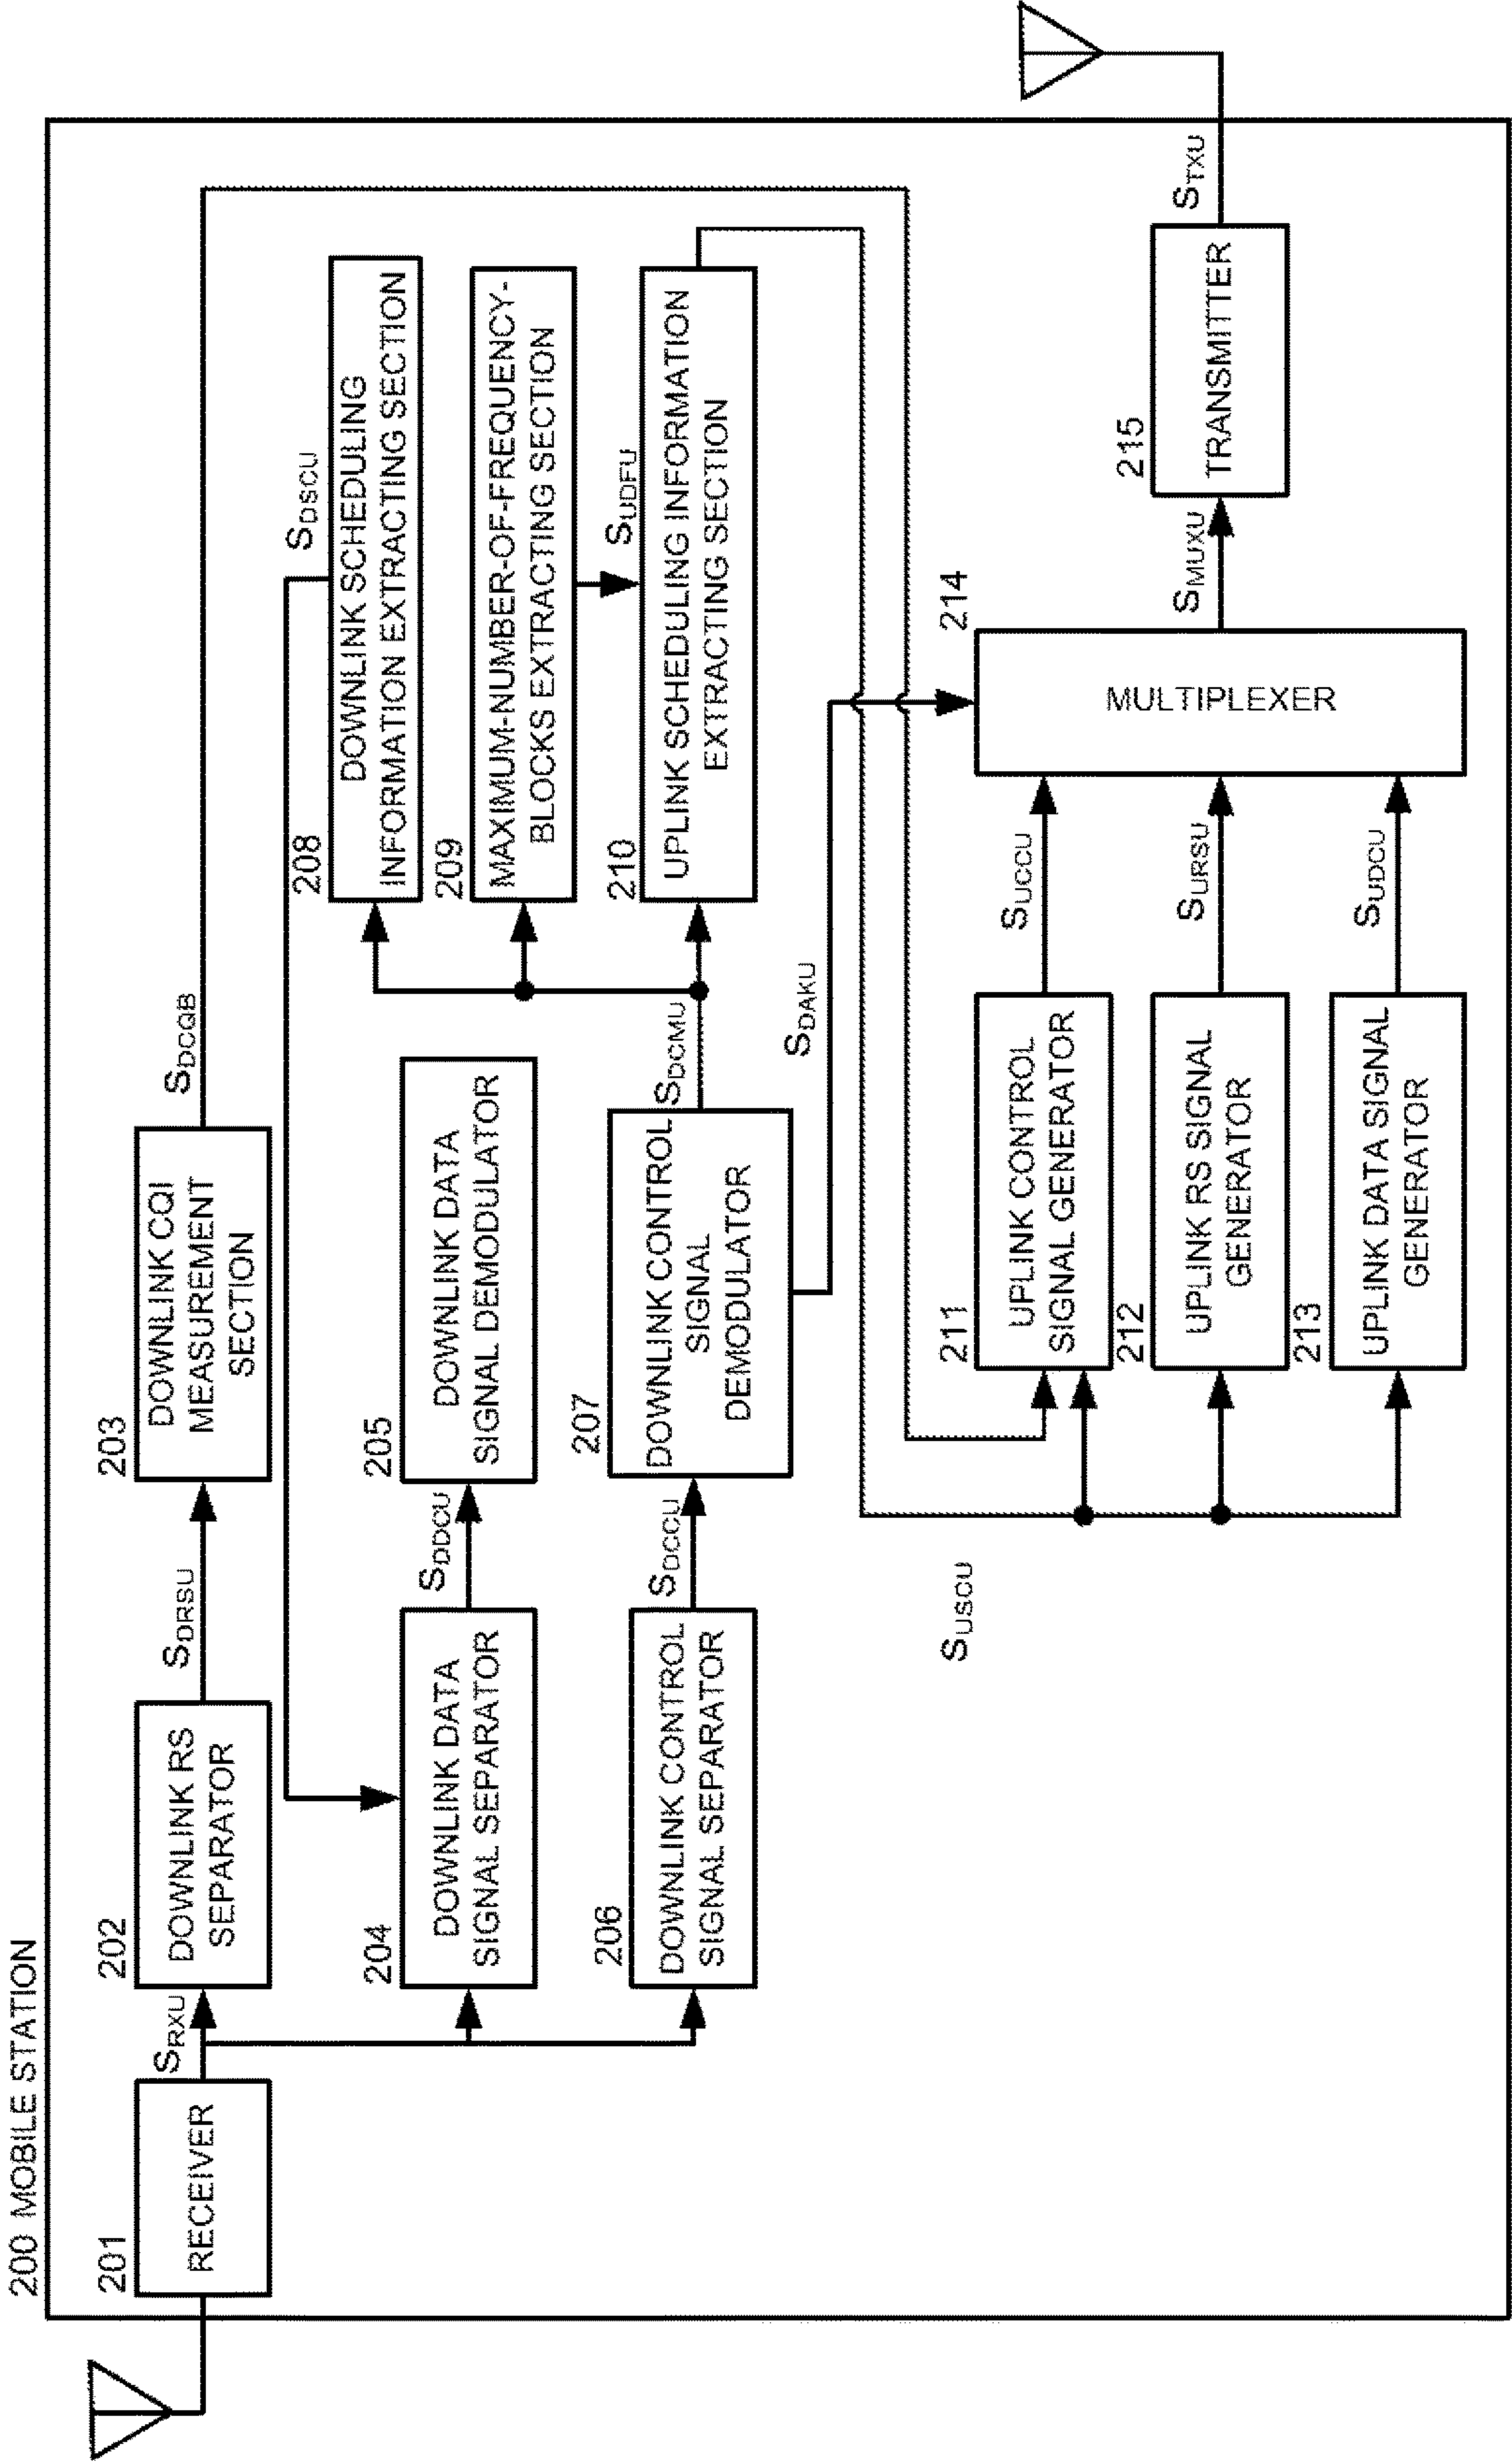 200 MOBILE STATION
201
RECEIVER
SRXU
202
DOWNLINK RS
SEPARATOR
SDRSU
203
DOWNLINK CQI
MEASUREMENT
SECTION
SDCQB
204
DOWNLINK DATA
SIGNAL SEPARATOR
SDDCU
205
DOWNLINK DATA
SIGNAL DEMODULATOR
206
DOWNLINK CONTROL
SIGNAL SEPARATOR
SDCCU
207
DOWNLINK CONTROL
SIGNAL
DEMODULATOR
SDCMU
SDAKU
208
DOWNLINK SCHEDULING
INFORMATION EXTRACTING SECTION
SDSCU
209
MAXIMUM-NUMBER-OF-FREQUENCY-
BLOCKS EXTRACTING SECTION
SUDFU
210
UPLINK SCHEDULING INFORMATION
EXTRACTING SECTION
SUSCU
211
UPLINK CONTROL
SIGNAL GENERATOR
SUCCU
212
UPLINK RS SIGNAL
GENERATOR
SURSU
213
UPLINK DATA SIGNAL
GENERATOR
SUDCU
214
MULTIPLEXER
SMUXU
215
TRANSMITTER
STXU